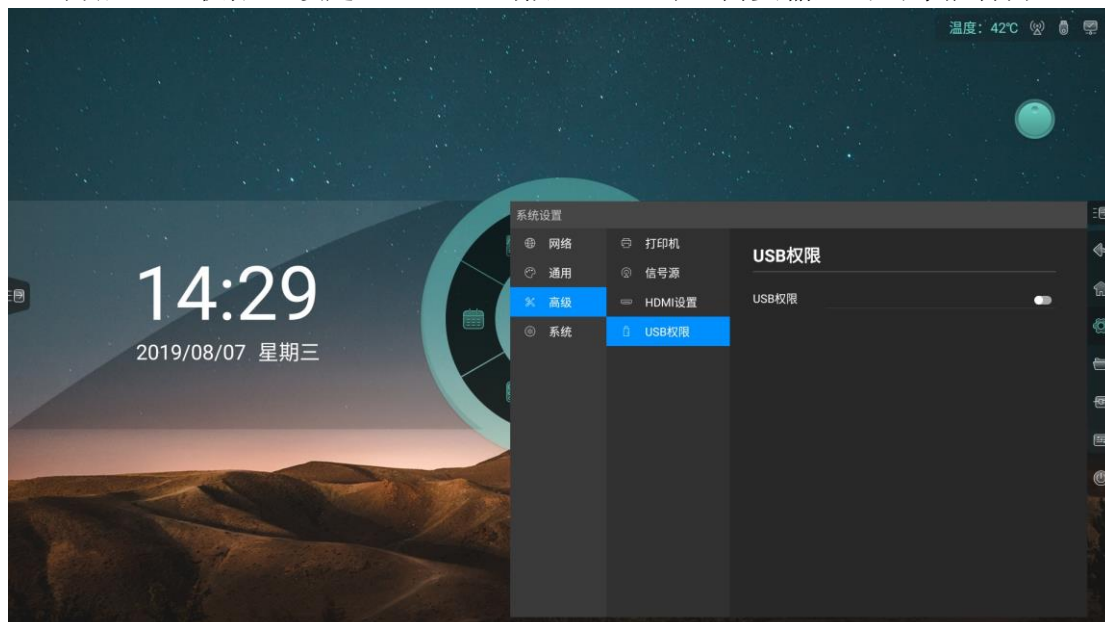 温度：42℃
14:29
2019/08/07 星期三
系统设置
网络
通用
高级
系统
打印机
信号源
HDMI设置
USB权限
USB权限
USB权限